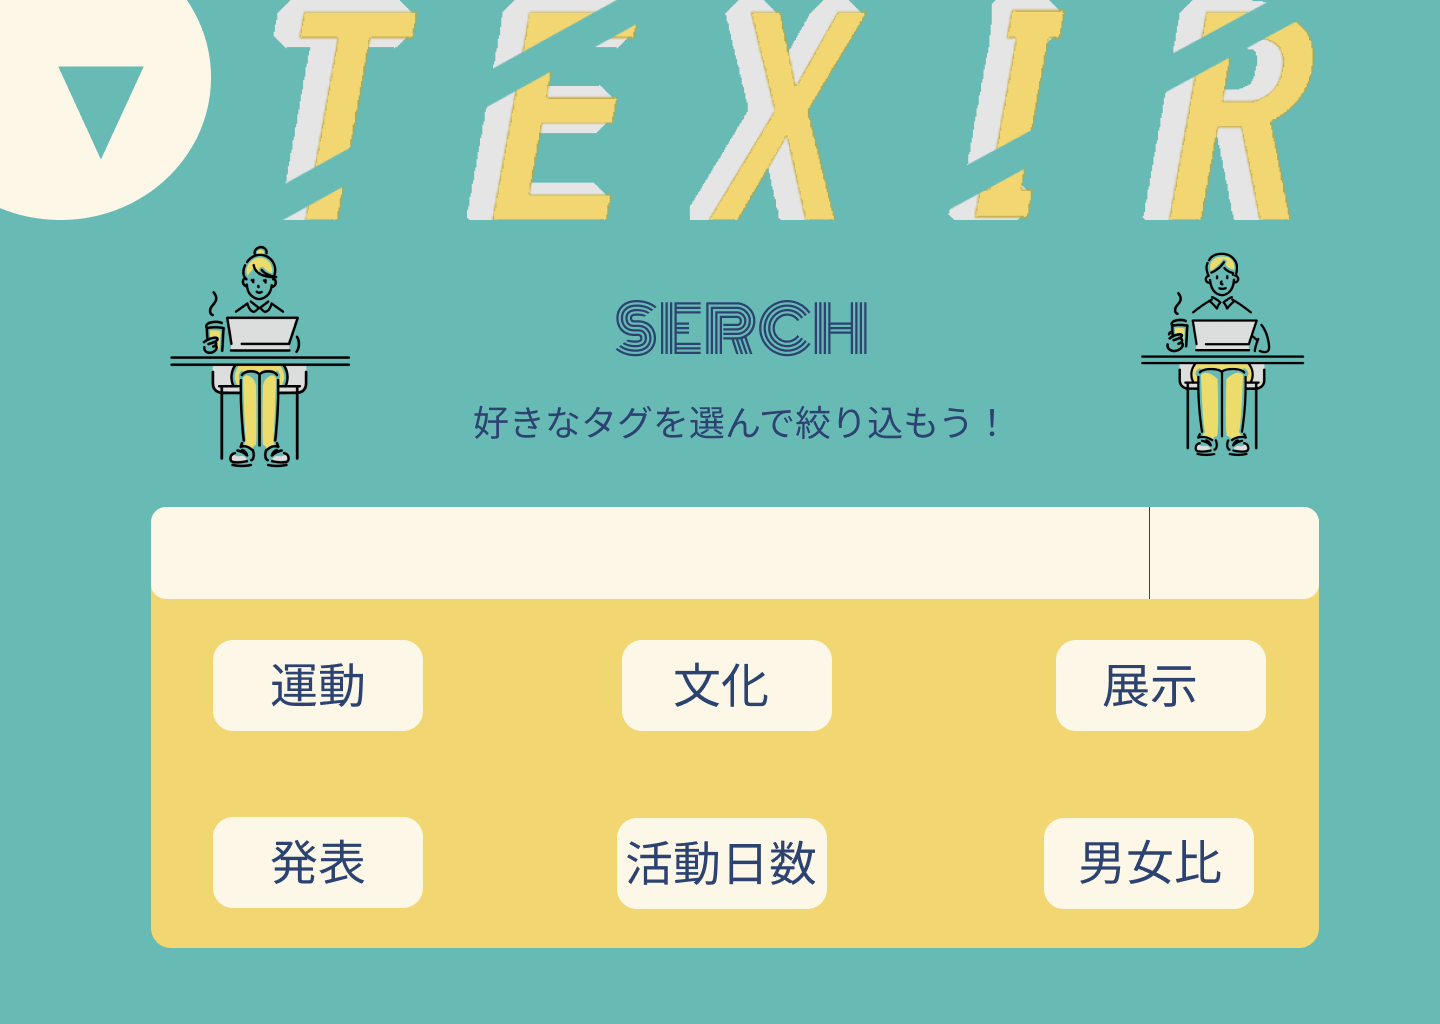 TEXIR
SERCH
好きなタグを選んで絞り込もう！
運動 文化 展示
発表 活動日数 男女比